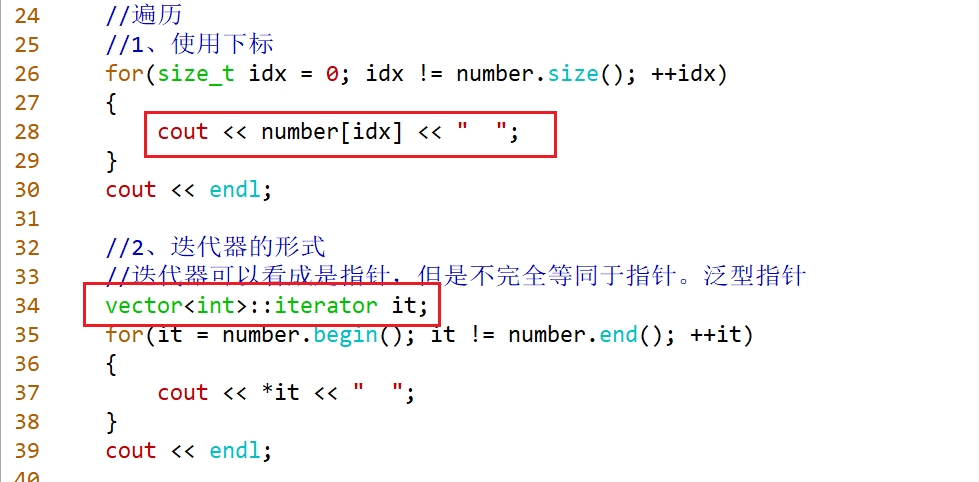 24 //遍历
25 //1、使用下标
26 for(size_t idx = 0; idx != number.size(); ++idx)
27 {
28 cout << number[idx] << "  ";
29 }
30 cout << endl;
31
32 //2、迭代器的形式
33 //迭代器可以看成是指针，但是不完全等同于指针。泛型指针
34 vector<int>::iterator it;
35 for(it = number.begin(); it != number.end(); ++it)
36 {
37 cout << *it << "  ";
38 }
39 cout << endl;
40